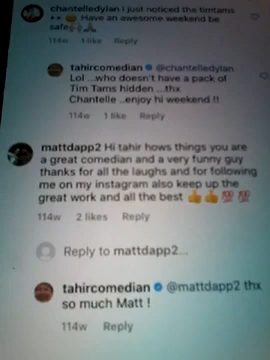 chantelledylan i just noticed the timtams
👀😄 Have an awesome weekend be
safe🙌🙏
114w 1 like Reply
tahircomedian @chantelledylan
Lol ...who doesn't have a pack of
Tim Tams hidden ...thx
Chantelle ..enjoy hi weekend !!
114w 1 like Reply
mattdapp2 Hi tahir hows things you are
a great comedian and a very funny guy
thanks for all the laughs and for following
me on my instagram also keep up the
great work and all the best 👍👍💯💯
114w 2 likes Reply
Reply to mattdapp2...
tahircomedian @mattdapp2 thx
so much Matt !
114w Reply